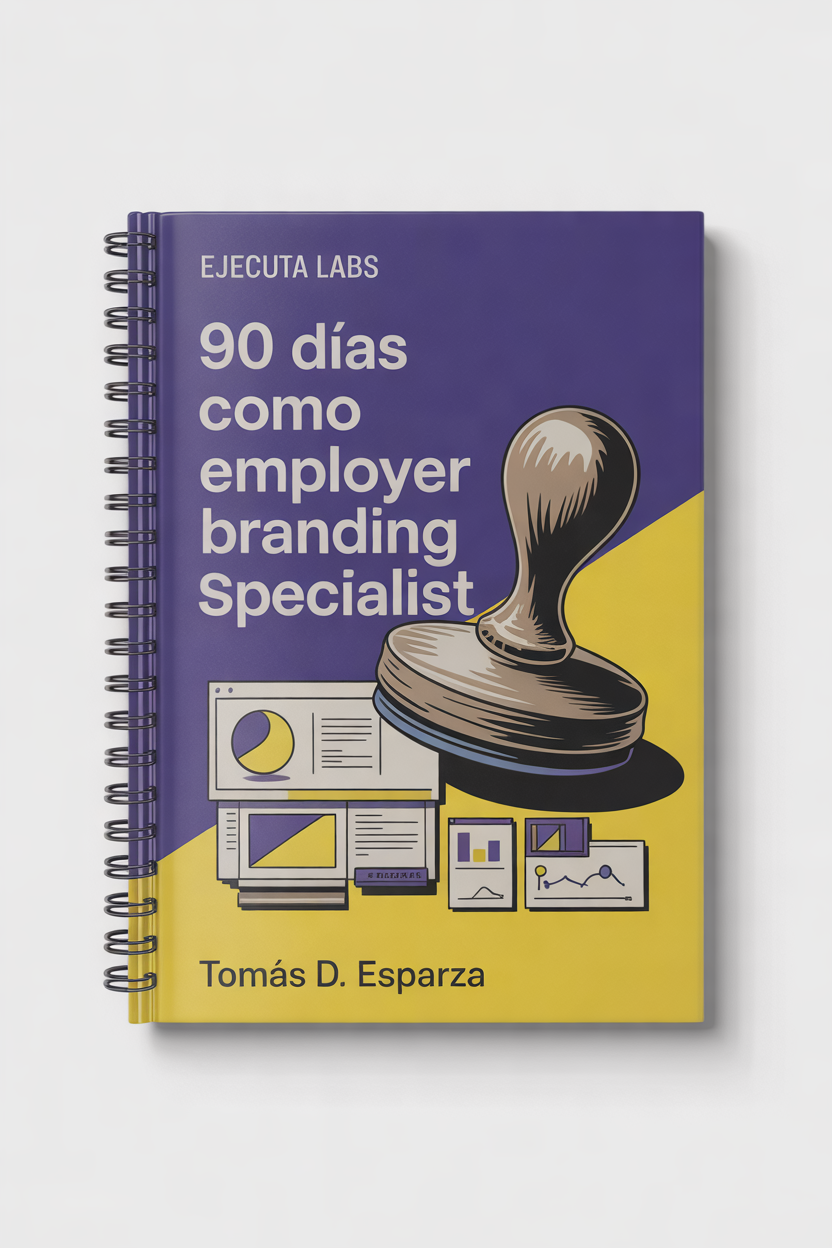 EJECUTA LABS
90 días
como
employer
branding
Specialist
Tomás D. Esparza